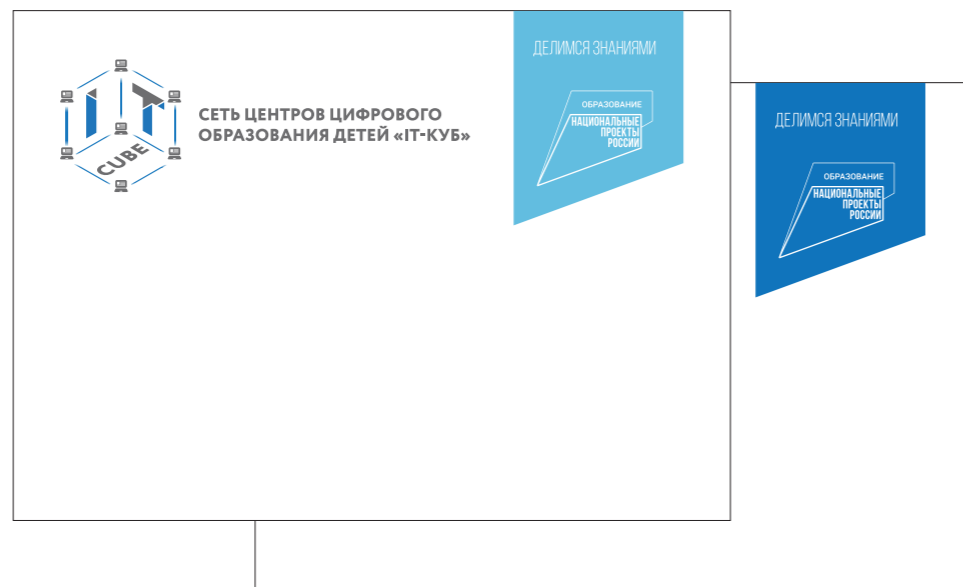 IT
CUBE
СЕТЬ ЦЕНТРОВ ЦИФРОВОГО
ОБРАЗОВАНИЯ ДЕТЕЙ «IT-КУБ»
ДЕЛИМСЯ ЗНАНИЯМИ
ОБРАЗОВАНИЕ
НАЦИОНАЛЬНЫЕ
ПРОЕКТЫ
РОССИИ
ДЕЛИМСЯ ЗНАНИЯМИ
ОБРАЗОВАНИЕ
НАЦИОНАЛЬНЫЕ
ПРОЕКТЫ
РОССИИ